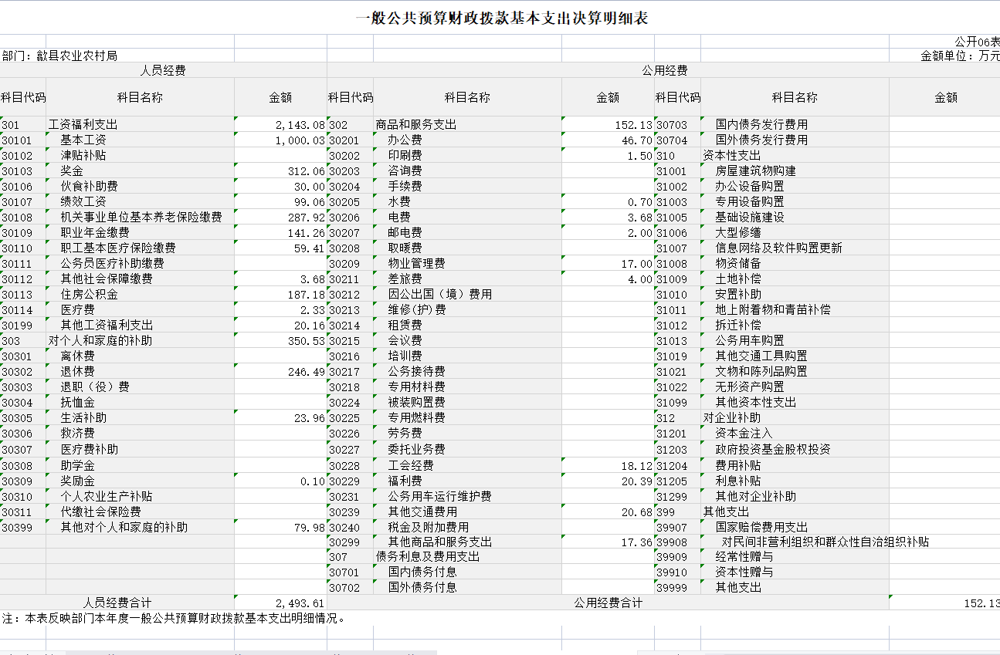 一般公共预算财政拨款基本支出决算明细表
公开06表
部门：歙县农业农村局 金额单位：万元
人员经费 公用经费
科目代码 科目名称 金额 科目代码 科目名称 金额 科目代码 科目名称 金额
301 工资福利支出 2,143.08 302 商品和服务支出 152.13 30703 国内债务发行费用
30101 基本工资 1,000.03 30201 办公费 46.70 30704 国外债务发行费用
30102 津贴补贴 30202 印刷费 1.50 310 资本性支出
30103 奖金 312.06 30203 咨询费 31001 房屋建筑物购建
30106 伙食补助费 30.00 30204 手续费 31002 办公设备购置
30107 绩效工资 99.06 30205 水费 0.70 31003 专用设备购置
30108 机关事业单位基本养老保险缴费 287.92 30206 电费 3.68 31005 基础设施建设
30109 职业年金缴费 141.26 30207 邮电费 2.00 31006 大型修缮
30110 职工基本医疗保险缴费 59.41 30208 取暖费 31007 信息网络及软件购置更新
30111 公务员医疗补助缴费 30209 物业管理费 17.00 31008 物资储备
30112 其他社会保障缴费 3.68 30211 差旅费 4.00 31009 土地补偿
30113 住房公积金 187.18 30212 因公出国（境）费用 31010 安置补助
30114 医疗费 2.33 30213 维修(护)费 31011 地上附着物和青苗补偿
30199 其他工资福利支出 20.16 30214 租赁费 31012 拆迁补偿
303 对个人和家庭的补助 350.53 30215 会议费 31013 公务用车购置
30301 离休费 30216 培训费 31019 其他交通工具购置
30302 退休费 246.49 30217 公务接待费 31021 文物和陈列品购置
30303 退职（役）费 30218 专用材料费 31022 无形资产购置
30304 抚恤金 30224 被装购置费 31099 其他资本性支出
30305 生活补助 23.96 30225 专用燃料费 312 对企业补助
30306 救济费 30226 劳务费 31201 资本金注入
30307 医疗费补助 30227 委托业务费 31203 政府投资基金股权投资
30308 助学金 30228 工会经费 18.12 31204 费用补贴
30309 奖励金 0.10 30229 福利费 20.39 31205 利息补贴
30310 个人农业生产补贴 30231 公务用车运行维护费 31299 其他对企业补助
30311 代缴社会保险费 30239 其他交通费用 20.68 399 其他支出
30399 其他对个人和家庭的补助 79.98 30240 税金及附加费用 39907 国家赔偿费用支出
30299 其他商品和服务支出 17.36 39908 对民间非营利组织和群众性自治组织补贴
307 债务利息及费用支出 39909 经常性赠与
30701 国内债务付息 39910 资本性赠与
30702 国外债务付息 39999 其他支出
人员经费合计 2,493.61 公用经费合计 152.13
注：本表反映部门本年度一般公共预算财政拨款基本支出明细情况。